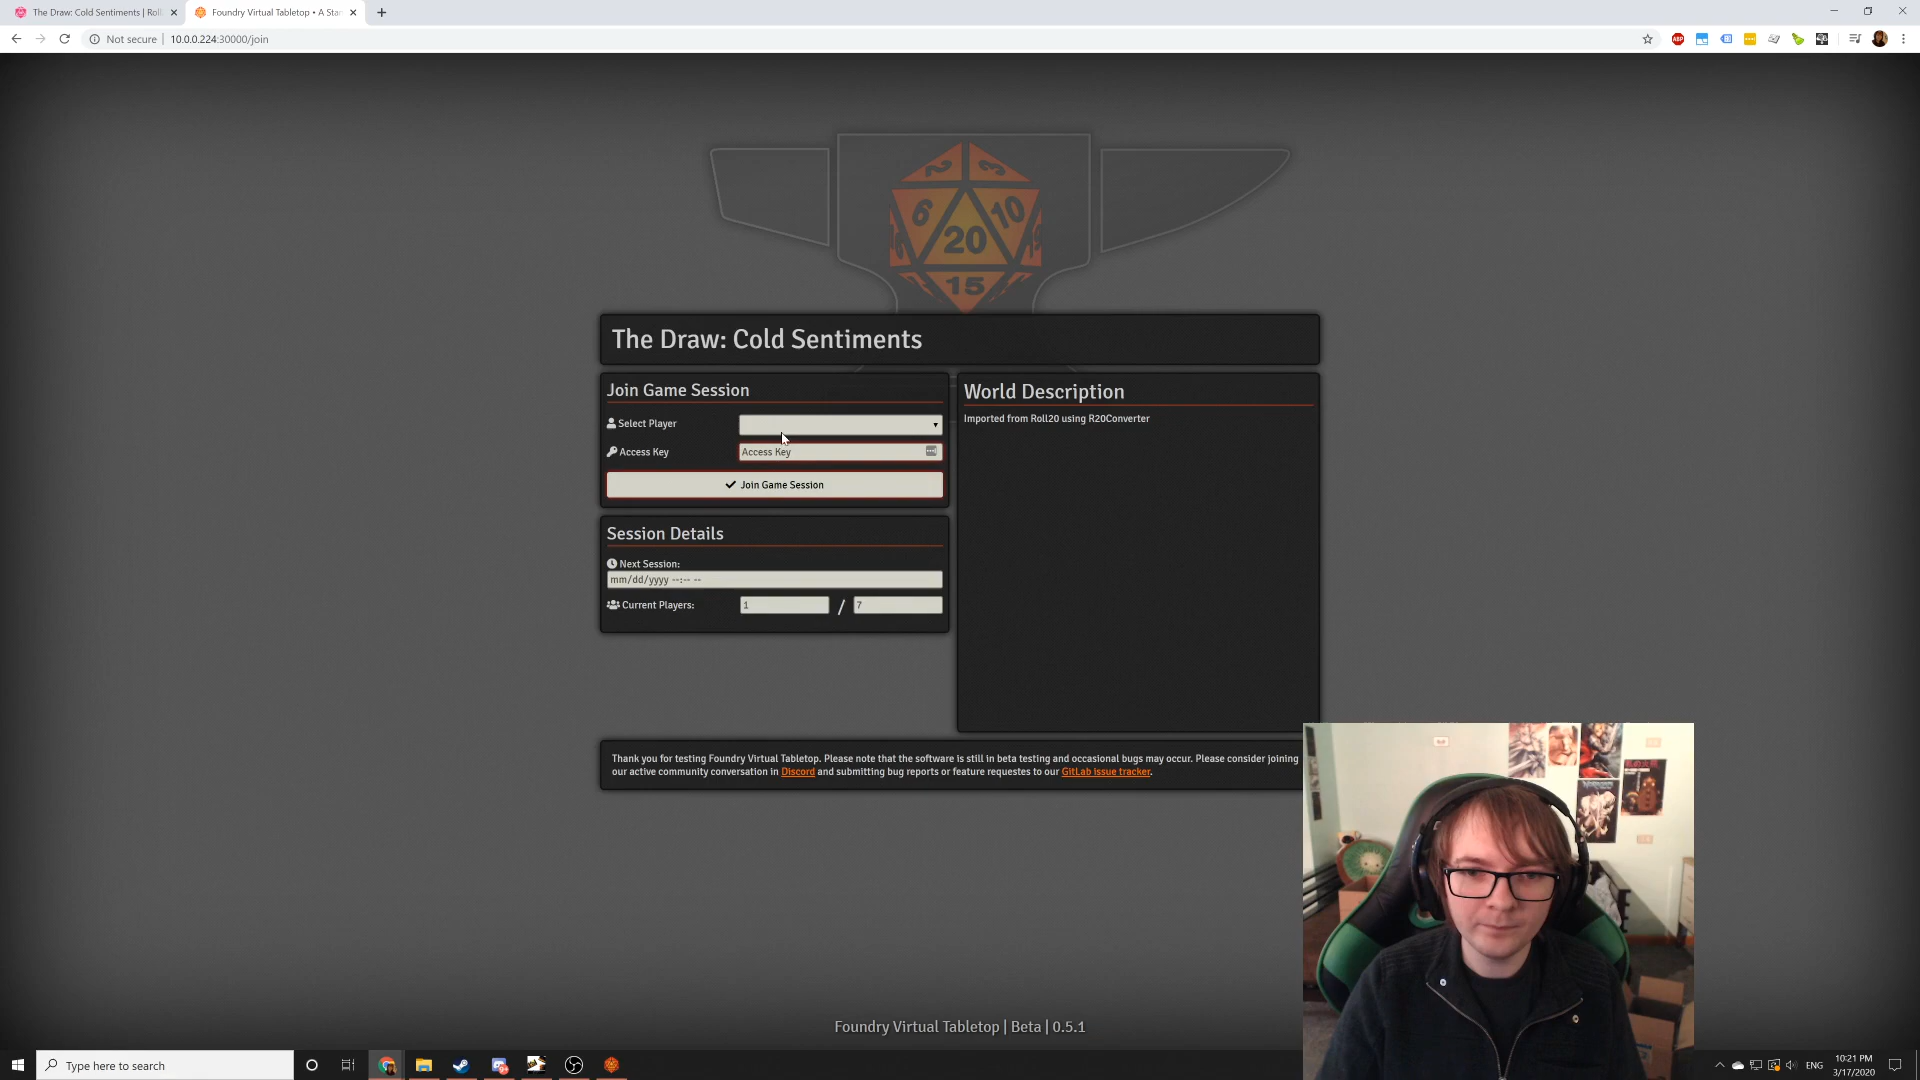 The Draw: Cold Sentiments | Roll
Foundry Virtual Tabletop • A Sta
Not secure | 10.0.0.224:30000/join
ABP
2 3
6 10
20
15
The Draw: Cold Sentiments
Join Game Session
Select Player
Access Key
Access Key
Join Game Session
World Description
Imported from Roll20 using R20Converter
Session Details
Next Session:
mm/dd/yyyy --:-- --
Current Players:
1 / 7
Thank you for testing Foundry Virtual Tabletop. Please note that the software is still in beta testing and occasional bugs may occur. Please consider joining
our active community conversation in Discord and submitting bug reports or feature requestes to our GitLab issue tracker.
Foundry Virtual Tabletop | Beta | 0.5.1
Type here to search
ENG
10:21 PM
3/17/2020